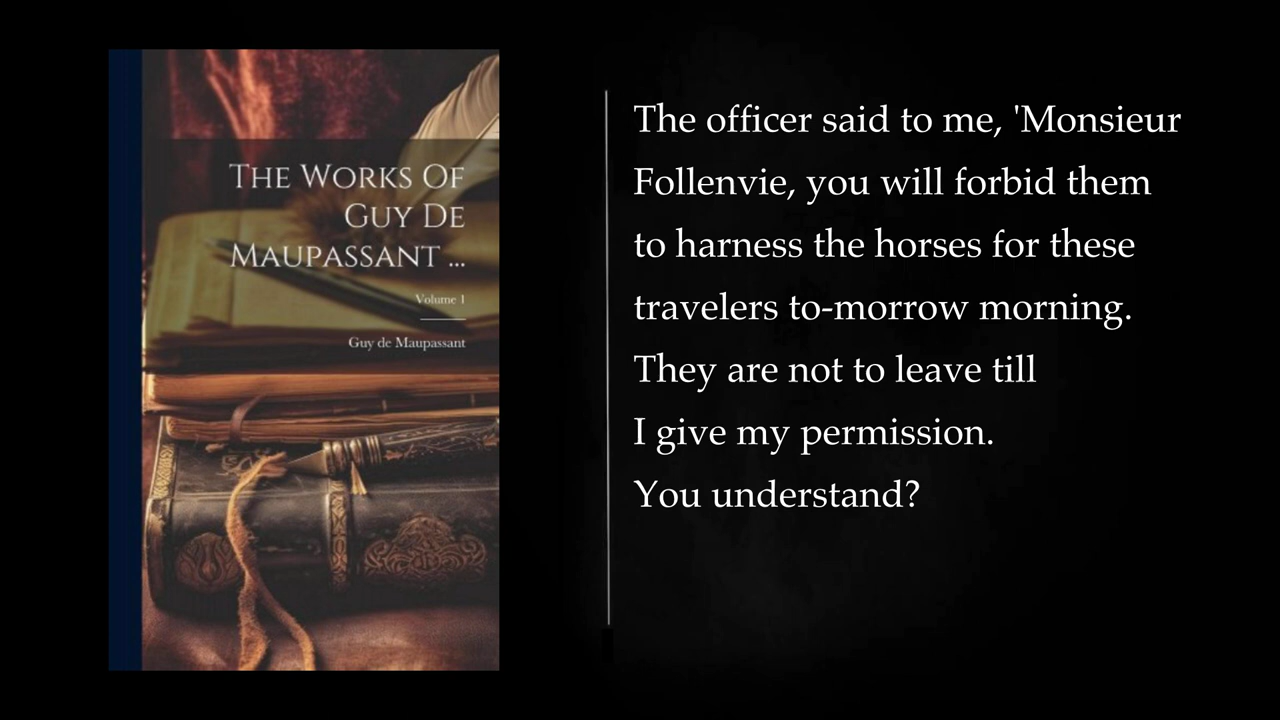 The Works Of
Guy De
Maupassant ...
Volume 1
Guy de Maupassant
The officer said to me, 'Monsieur
Follenvie, you will forbid them
to harness the horses for these
travelers to-morrow morning.
They are not to leave till
I give my permission.
You understand?